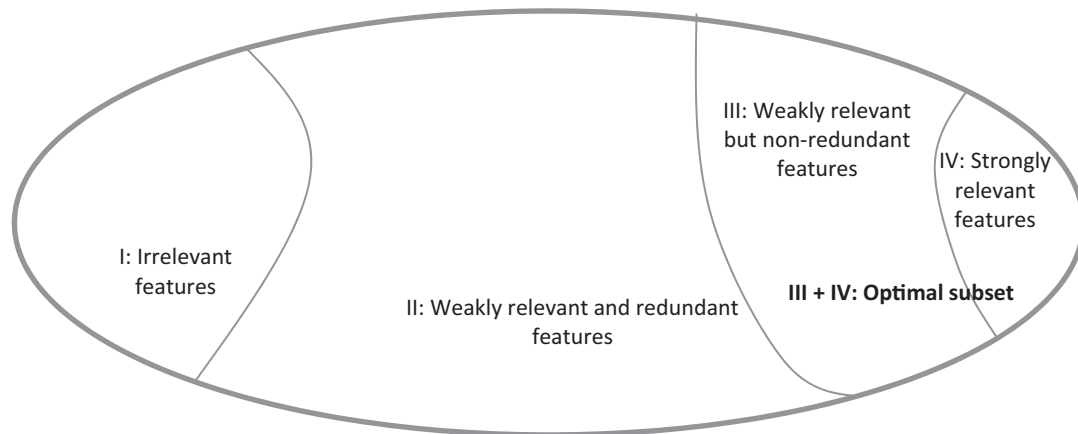 III: Weakly relevant
but non-redundant
features
IV: Strongly
relevant
features
I: Irrelevant
features
II: Weakly relevant and redundant
features
III + IV: Optimal subset